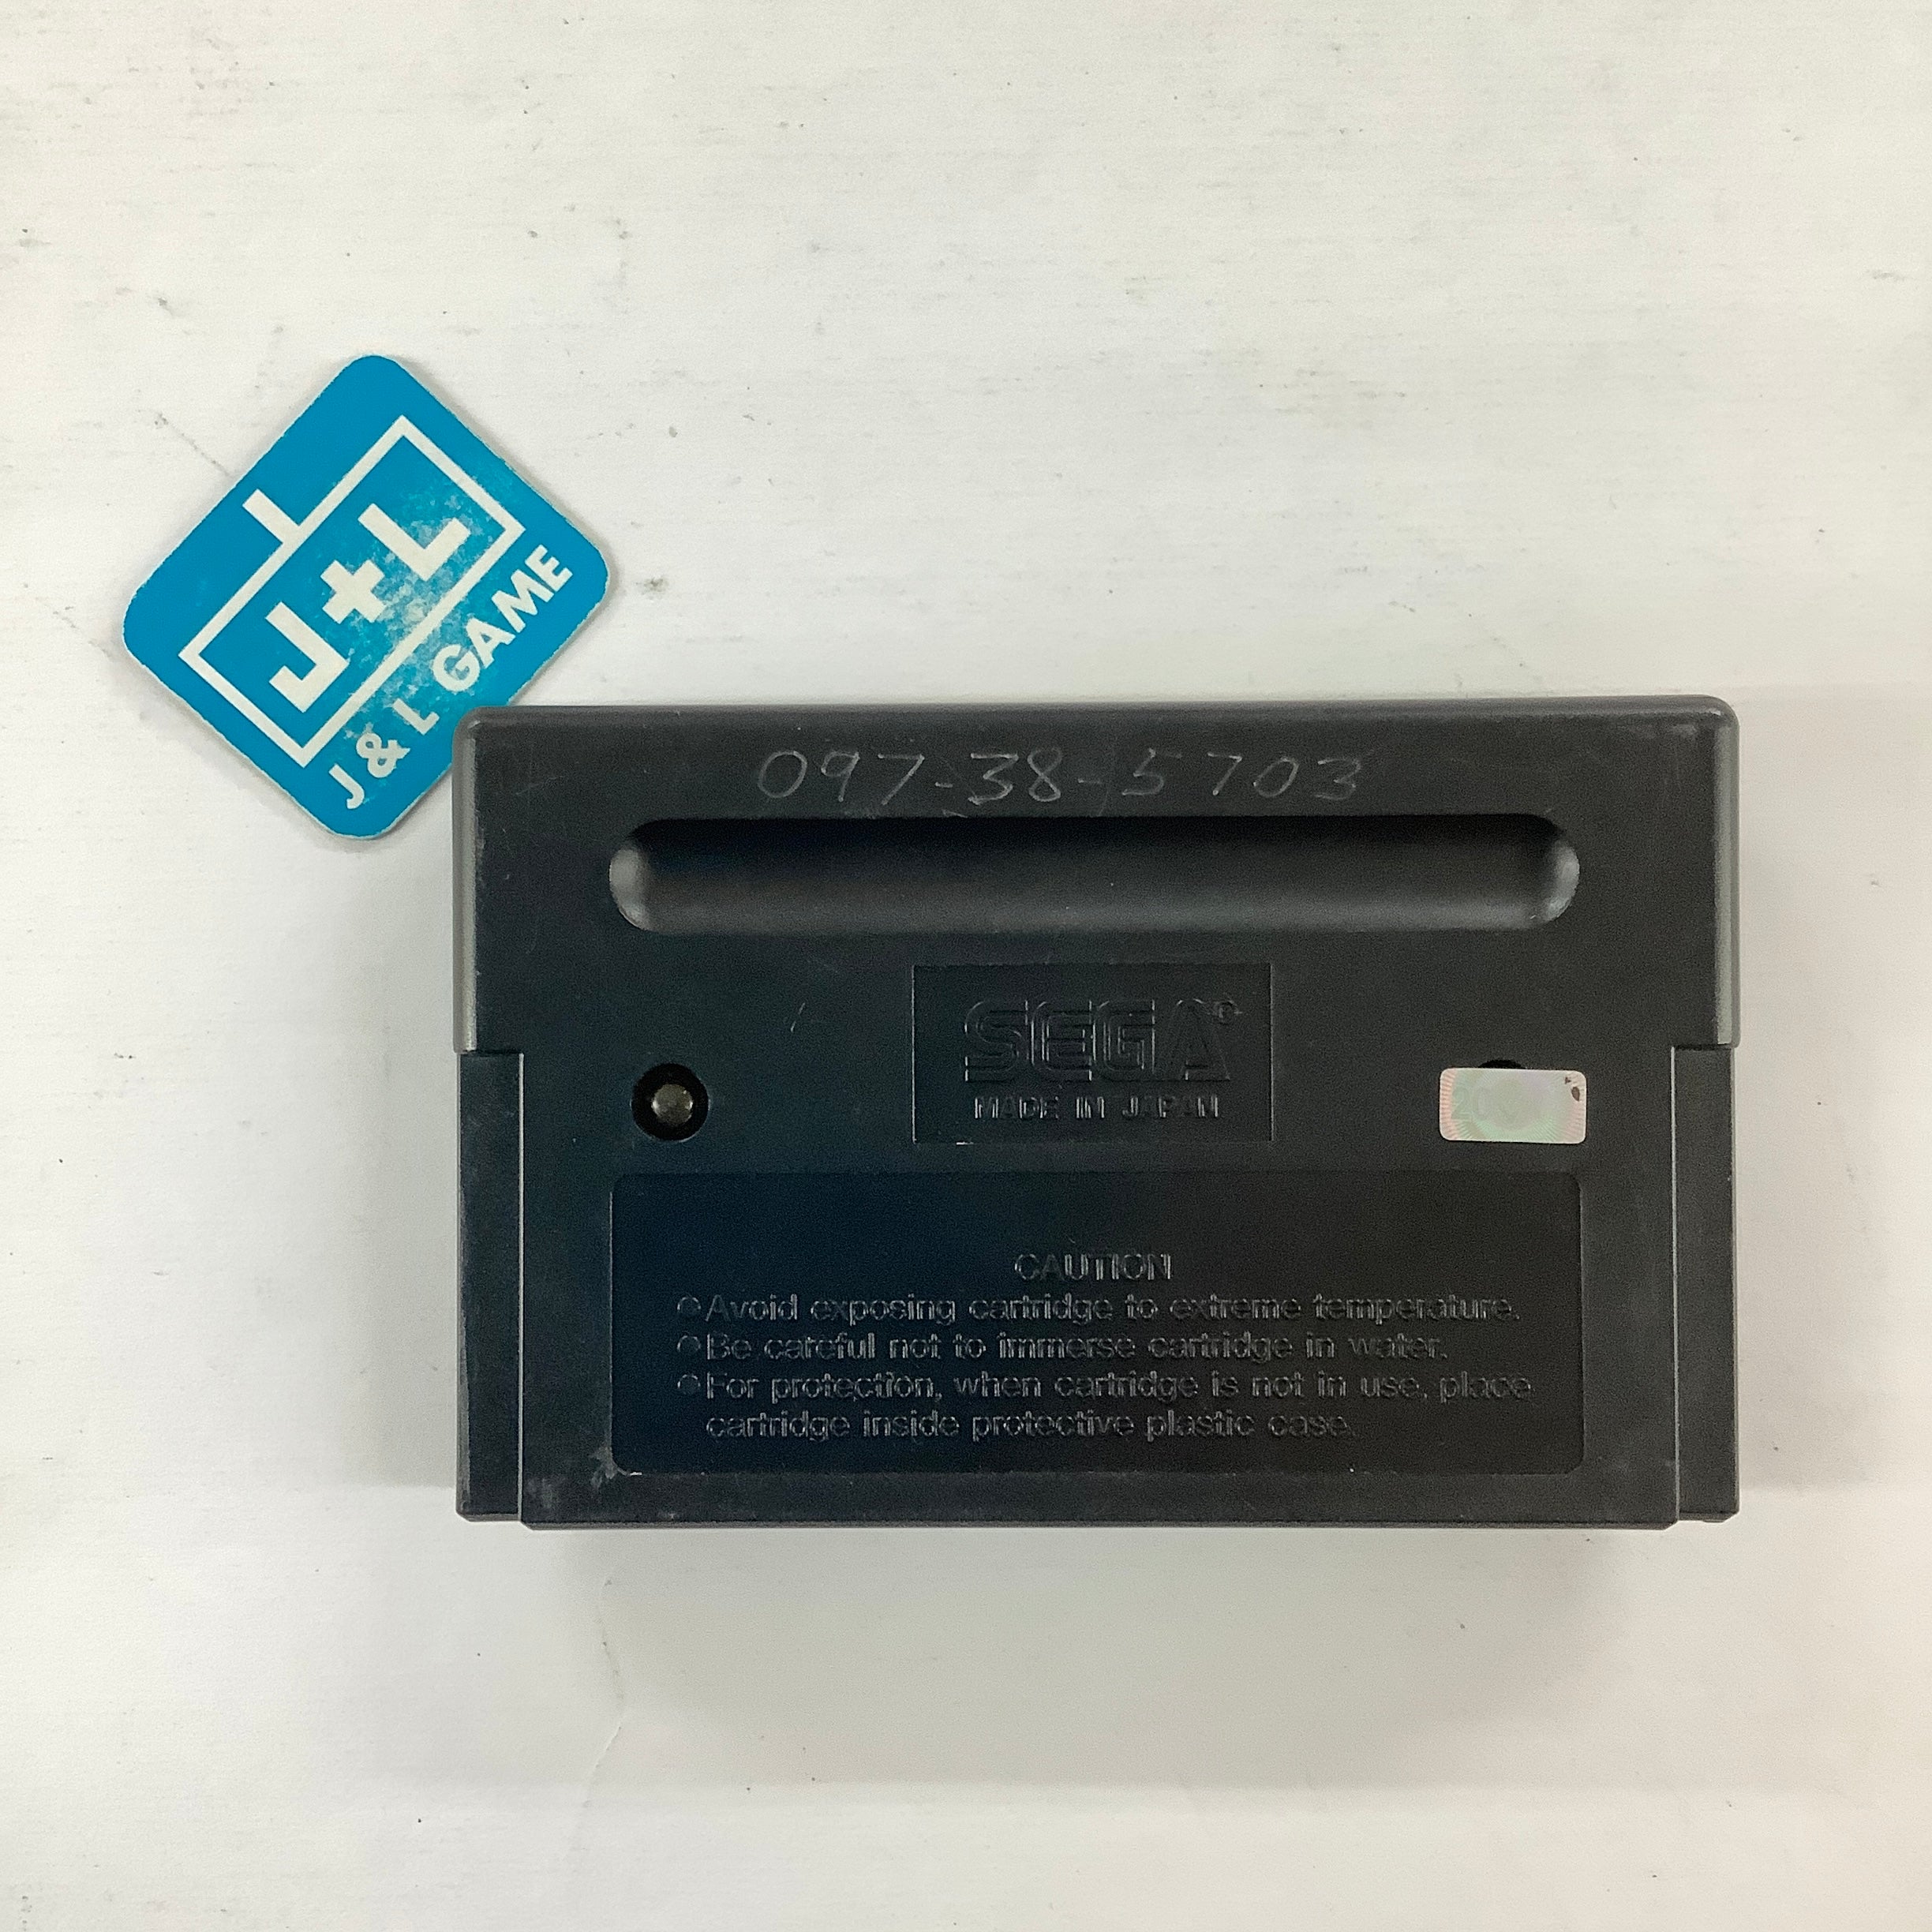 J+L
J & L GAME
097-38-5703
SEGA®
MADE IN JAPAN
CAUTION
●Avoid exposing cartridge to extreme temperature.
●Be careful not to immerse cartridge in water.
●For protection, when cartridge is not in use, place
cartridge inside protective plastic case.